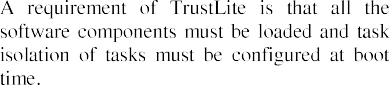 A requirement of TrustLite is that all the
software components must be loaded and task
isolation of tasks must be configured at boot
time.